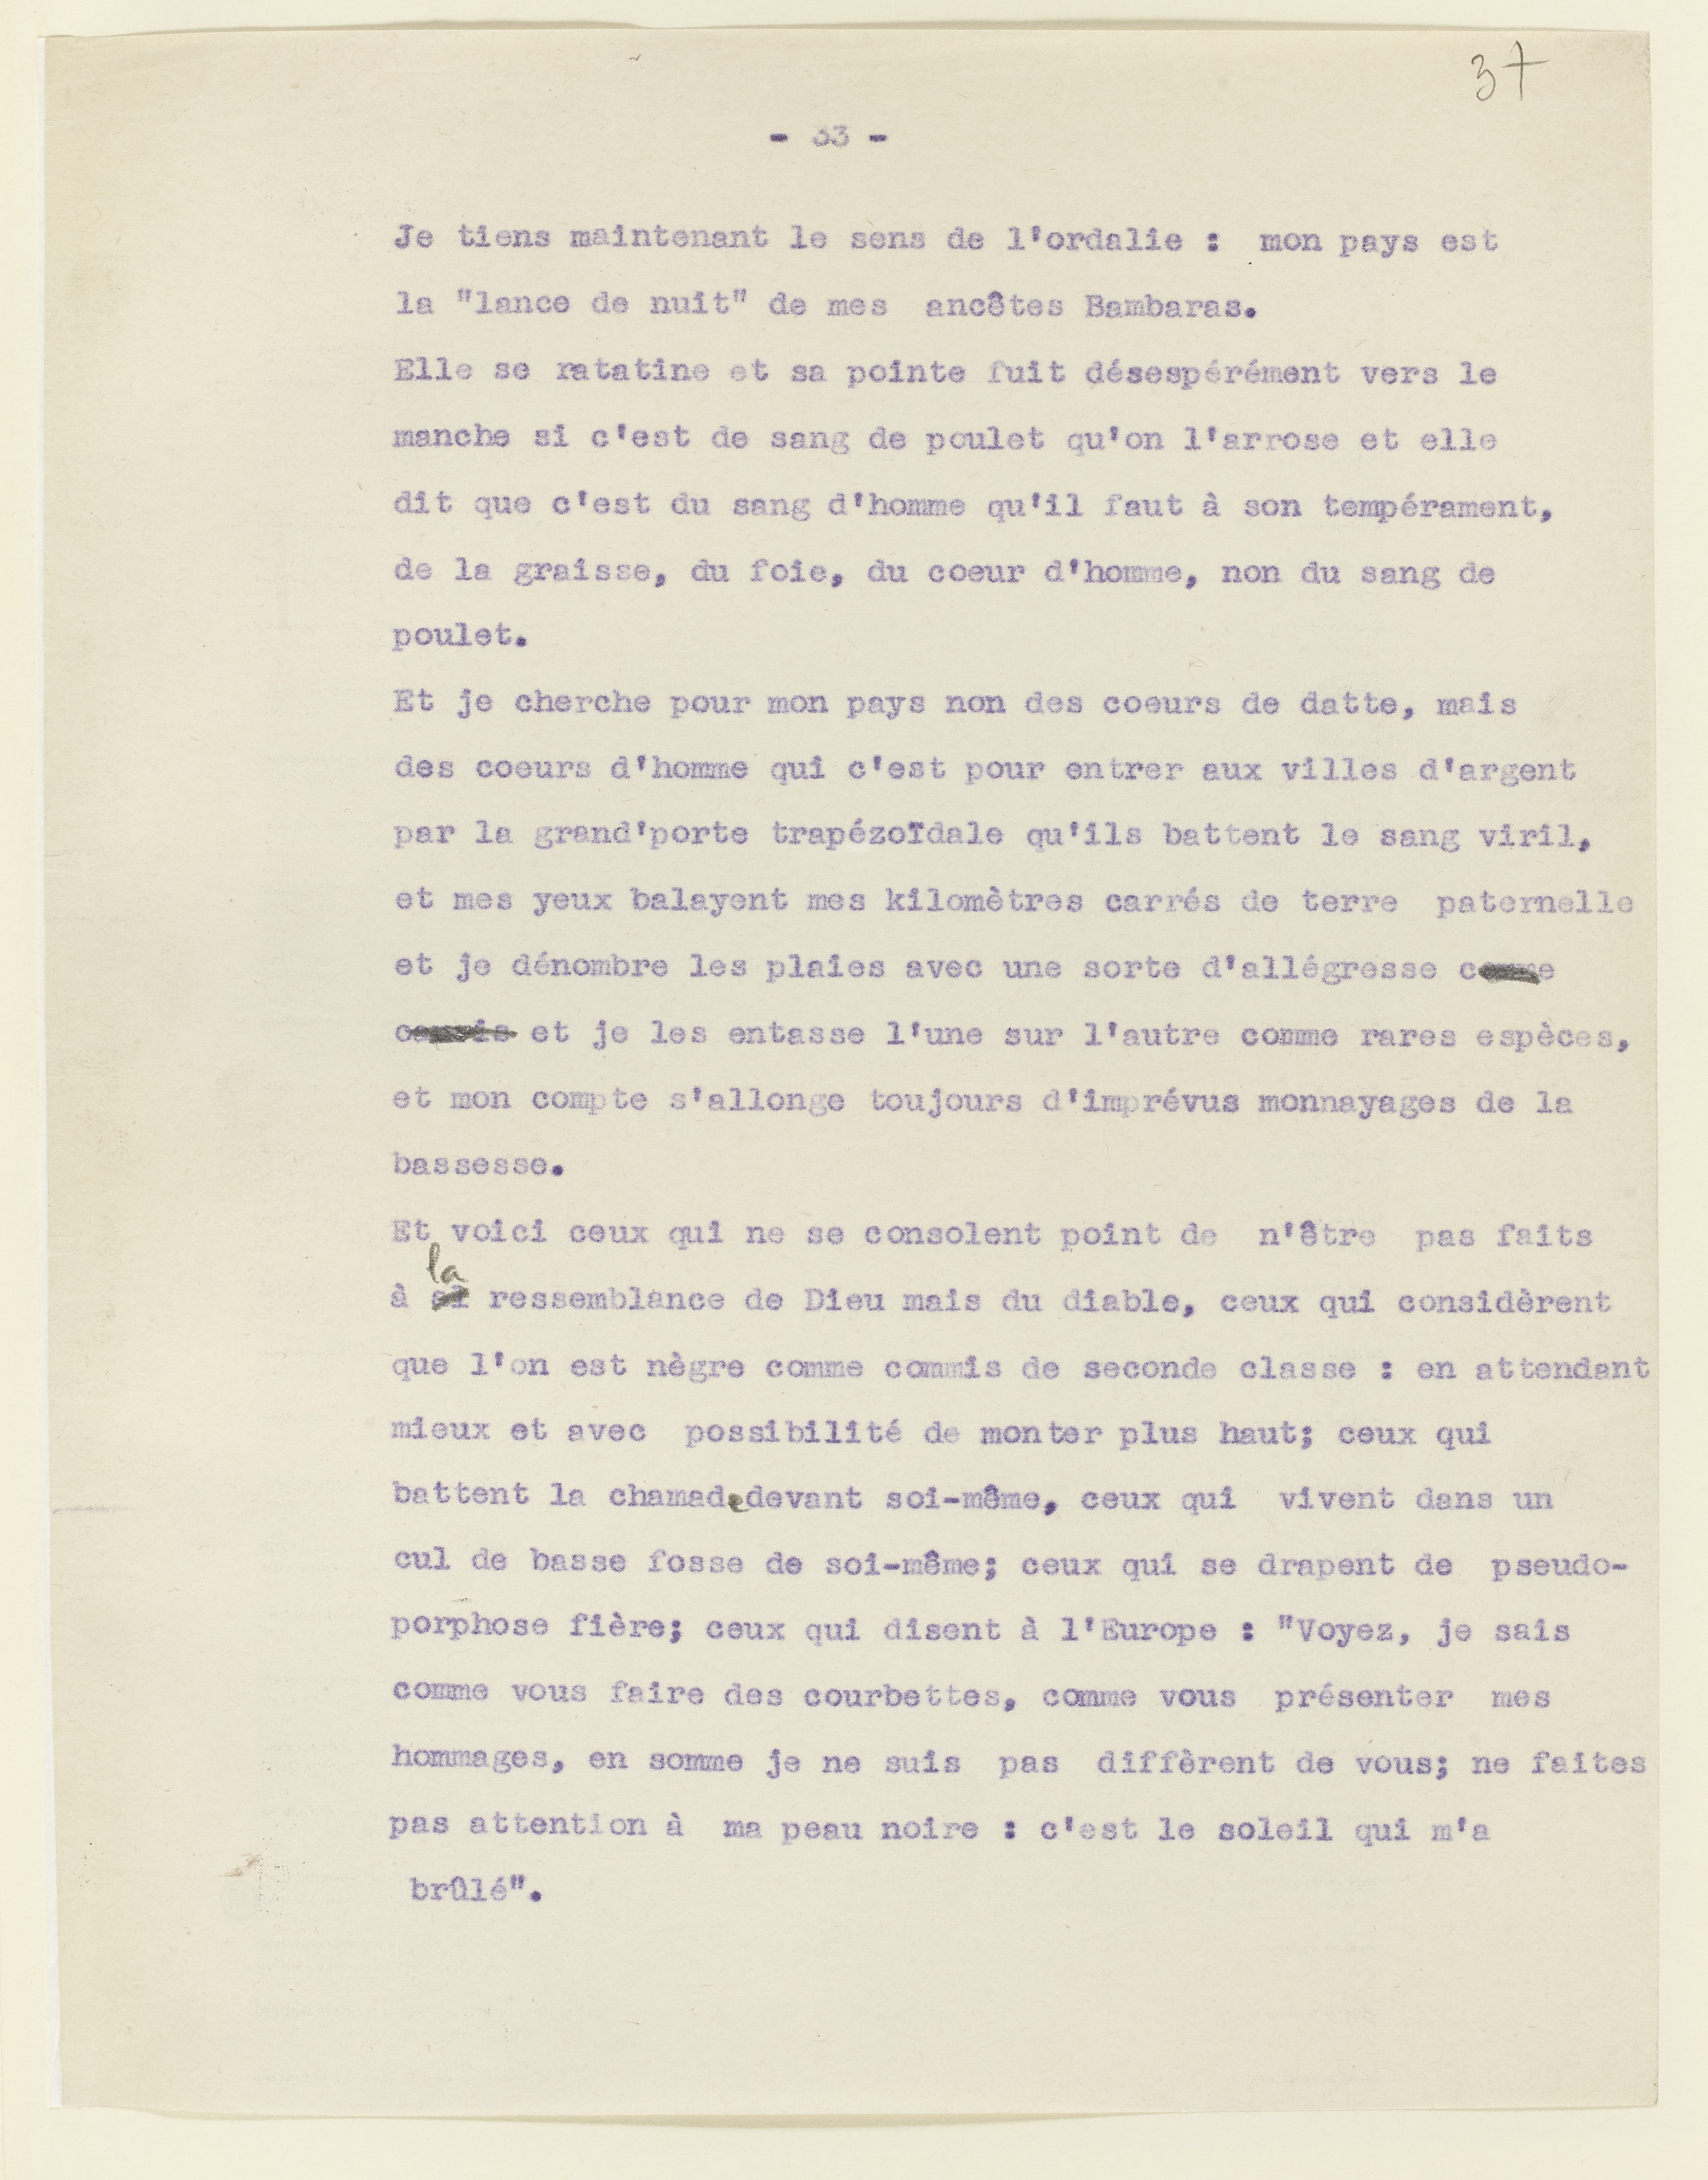 37
- 33 -
Je tiens maintenant le sens de l'ordalie : mon pays est
la "lance de nuit" de mes ancêtes Bambaras.
Elle se ratatine et sa pointe fuit désespérément vers le
manche si c'est de sang de poulet qu'on l'arrose et elle
dit que c'est du sang d'homme qu'il faut à son tempérament,
de la graisse, du foie, du coeur d'homme, non du sang de
poulet.
Et je cherche pour mon pays non des coeurs de datte, mais
des coeurs d'homme qui c'est pour entrer aux villes d'argent
par la grand'porte trapézoïdale qu'ils battent le sang viril,
et mes yeux balayent mes kilomètres carrés de terre paternelle
et je dénombre les plaies avec une sorte d'allégresse
et je les entasse l'une sur l'autre comme rares espèces,
et mon compte s'allonge toujours d'imprévus monnayages de la
bassesse.
Et voici ceux qui ne se consolent point de n'être pas faits
à la ressemblance de Dieu mais du diable, ceux qui considèrent
que l'on est nègre comme commis de seconde classe : en attendant
mieux et avec possibilité de monter plus haut; ceux qui
battent la chamade devant soi-même, ceux qui vivent dans un
cul de basse fosse de soi-même; ceux qui se drapent de pseudo-
porphose fière; ceux qui disent à l'Europe : "Voyez, je sais
comme vous faire des courbettes, comme vous présenter mes
hommages, en somme je ne suis pas diffèrent de vous; ne faites
pas attention à ma peau noire : c'est le soleil qui m'a
brûlé".